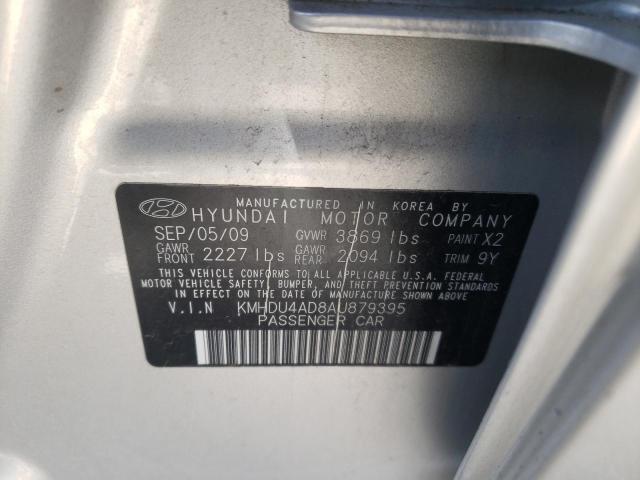 MANUFACTURED IN KOREA BY
HYUNDAI MOTOR COMPANY
SEP/05/09 GVWR 3869 lbs PAINT X2
GAWR FRONT 2227 lbs GAWR REAR 2094 lbs TRIM 9Y
THIS VEHICLE CONFORMS TO ALL APPLICABLE U.S.A. FEDERAL
MOTOR VEHICLE SAFETY, BUMPER, AND THEFT PREVENTION
STANDARDS IN EFFECT ON THE DATE OF MANUFACTURE SHOWN ABOVE
V.I.N KMHDU4AD8AU879395
PASSENGER CAR